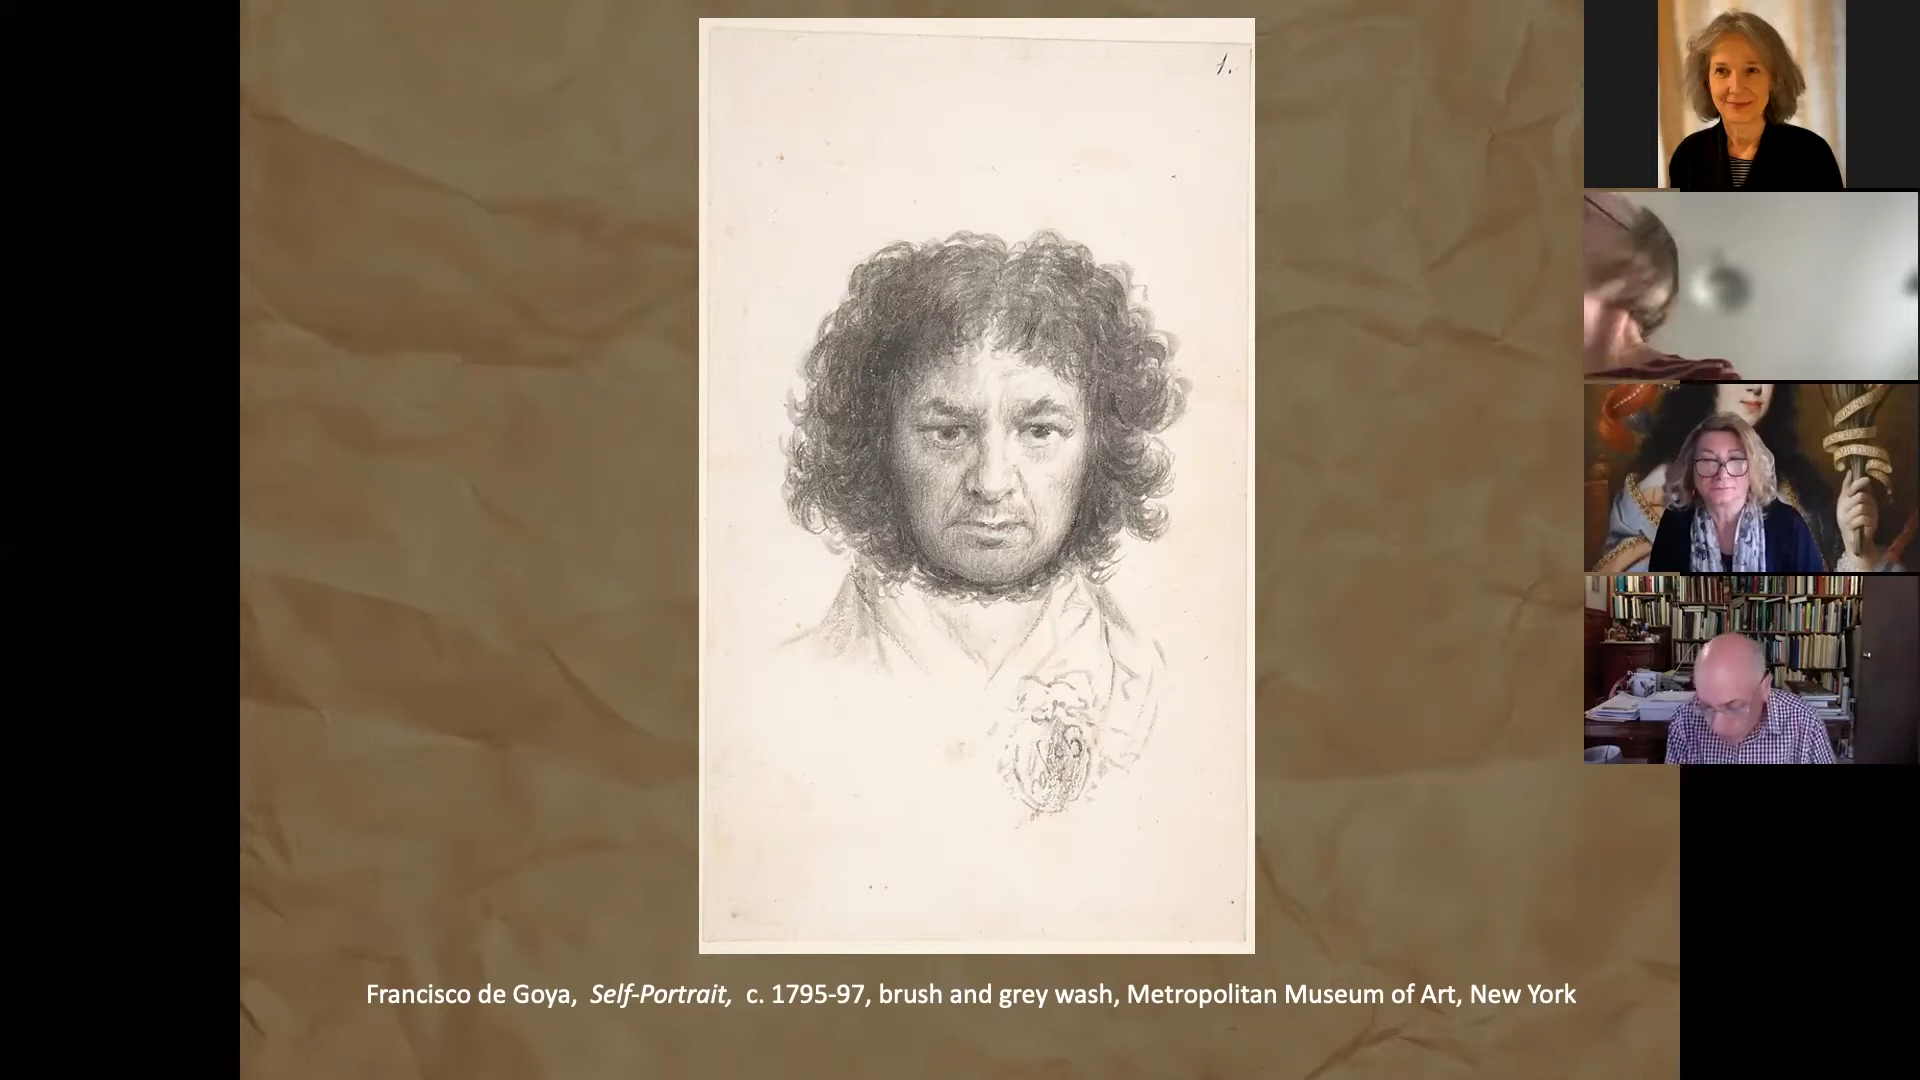 1.
Francisco de Goya, Self-Portrait, c. 1795-97, brush and grey wash, Metropolitan Museum of Art, New York